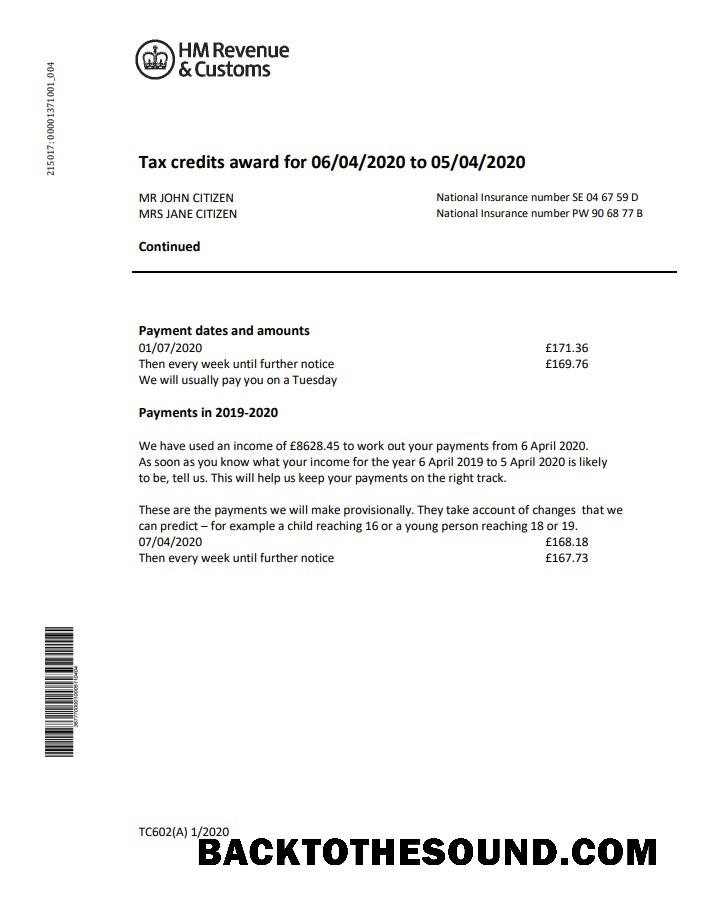 HM Revenue
& Customs
215017:00001371001_004
Tax credits award for 06/04/2020 to 05/04/2020
MR JOHN CITIZEN National Insurance number SE 04 67 59 D
MRS JANE CITIZEN National Insurance number PW 90 68 77 B
Continued
Payment dates and amounts
01/07/2020 £171.36
Then every week until further notice £169.76
We will usually pay you on a Tuesday
Payments in 2019-2020
We have used an income of £8628.45 to work out your payments from 6 April 2020.
As soon as you know what your income for the year 6 April 2019 to 5 April 2020 is likely
to be, tell us. This will help us keep your payments on the right track.
These are the payments we will make provisionally. They take account of changes that we
can predict – for example a child reaching 16 or a young person reaching 18 or 19.
07/04/2020 £168.18
Then every week until further notice £167.73
TC602(A) 1/2020
BACKTOTHESOUND.COM